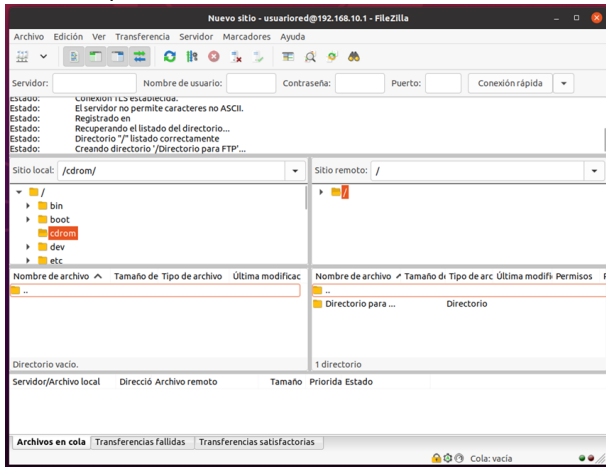 Nuevo sitio - usuariored@192.168.10.1 - FileZilla
Archivo Edición Ver Transferencia Servidor Marcadores Ayuda
Servidor: Nombre de usuario: Contraseña: Puerto: Conexión rápida
Estado: Conexión TLS establecida.
Estado: El servidor no permite caracteres no ASCII.
Estado: Registrado en
Estado: Recuperando el listado del directorio...
Estado: Directorio "/" listado correctamente
Estado: Creando directorio '/Directorio para FTP'...
Sitio local: /cdrom/ Sitio remoto: /
/ /
bin
boot
cdrom
dev
etc
Nombre de archivo Tamaño de Tipo de archivo Última modificac Nombre de archivo Tamaño de Tipo de arc Última modifi Permisos
.. ..
Directorio para ... Directorio
Directorio vacío. 1 directorio
Servidor/Archivo local Direcció Archivo remoto Tamaño Priorida Estado
Archivos en cola Transferencias fallidas Transferencias satisfactorias
Cola: vacía